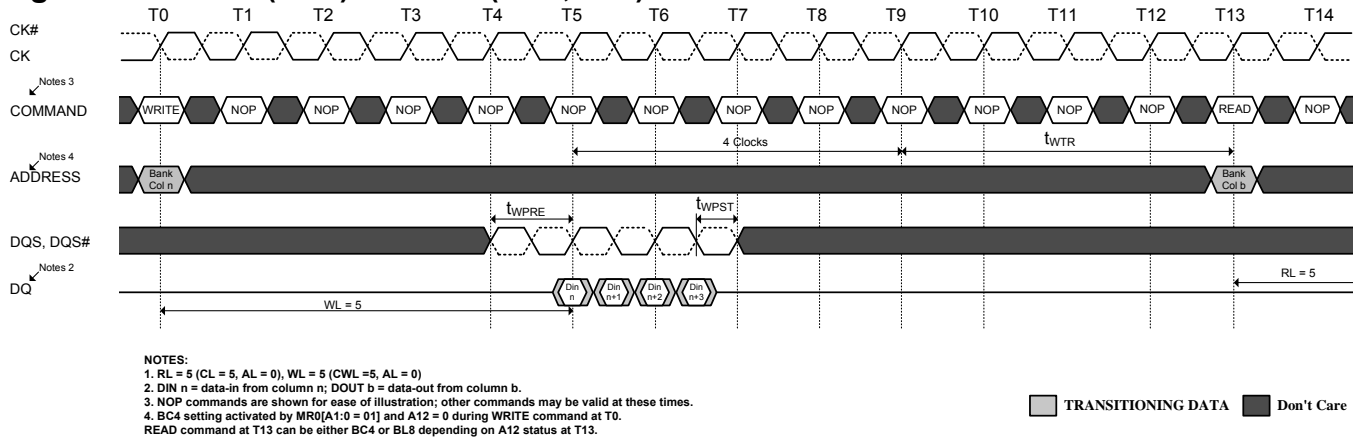 T0 T1 T2 T3 T4 T5 T6 T7 T8 T9 T10 T11 T12 T13 T14
CK#
CK
Notes 3
COMMAND
WRITE NOP NOP NOP NOP NOP NOP NOP NOP NOP NOP NOP NOP READ NOP
4 Clocks tWTR
Notes 4
ADDRESS
Bank Bank
Col n Col b
tWPRE tWPST
DQS, DQS#
Notes 2
DQ
Din Din Din Din
n n+1 n+2 n+3
RL = 5
WL = 5
NOTES:
1. RL = 5 (CL = 5, AL = 0), WL = 5 (CWL =5, AL = 0)
2. DIN n = data-in from column n; DOUT b = data-out from column b.
3. NOP commands are shown for ease of illustration; other commands may be valid at these times.
4. BC4 setting activated by MR0[A1:0 = 01] and A12 = 0 during WRITE command at T0.
READ command at T13 can be either BC4 or BL8 depending on A12 status at T13.
TRANSITIONING DATA Don't Care